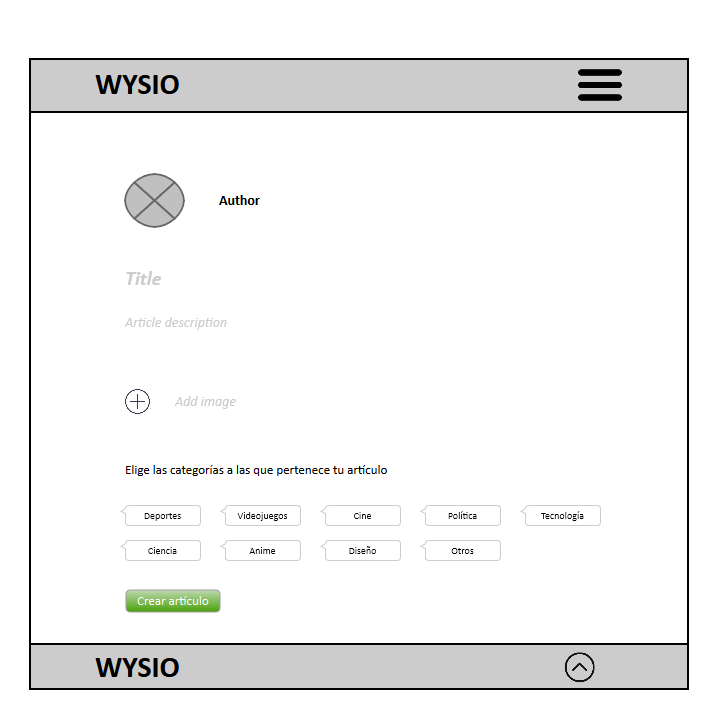 WYSIO
Author
Title
Article description
Add image
Elige las categorías a las que pertenece tu artículo
Deportes Videojuegos Cine Política Tecnología
Ciencia Anime Diseño Otros
Crear artículo
WYSIO